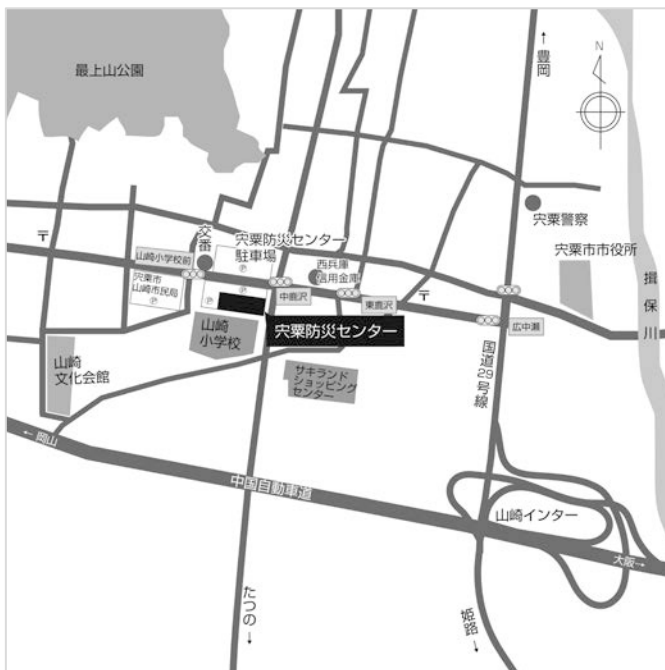 最上山公園
↑
豊岡
N
宍粟警察
宍粟市市役所
揖保川
〒
交番
宍粟防災センター
駐車場
山崎小学校前
P
西兵庫
信用金庫
宍粟市
山崎市民局
P
P
中鹿沢
東鹿沢
〒
広中瀬
山崎
小学校
宍粟防災センター
国道29号線
山崎
文化会館
サキランド
ショッピング
センター
← 岡山
中国自動車道
山崎インター
大阪→
たつの
↓
姫路
↓